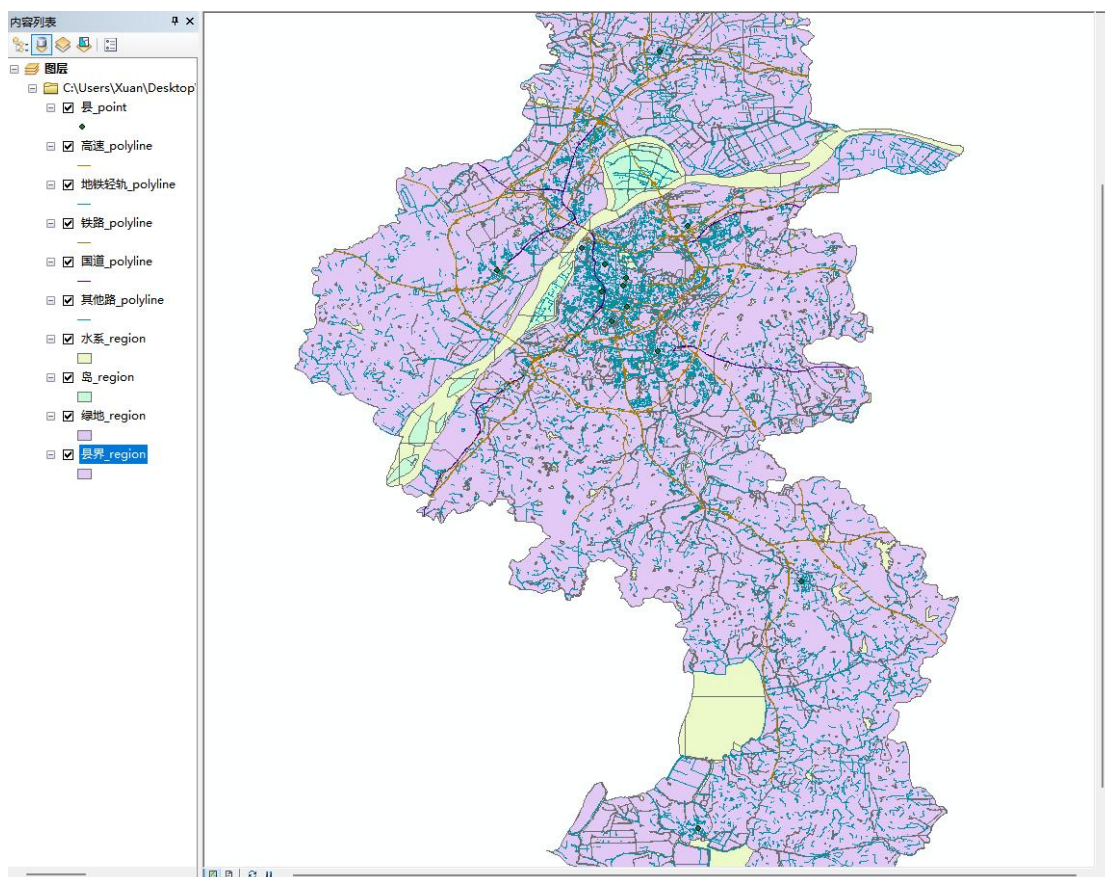 内容列表
图层
C:\Users\Xuan\Desktop\
县_point
高速_polyline
地铁轻轨_polyline
铁路_polyline
国道_polyline
其他路_polyline
水系_region
岛_region
绿地_region
县界_region